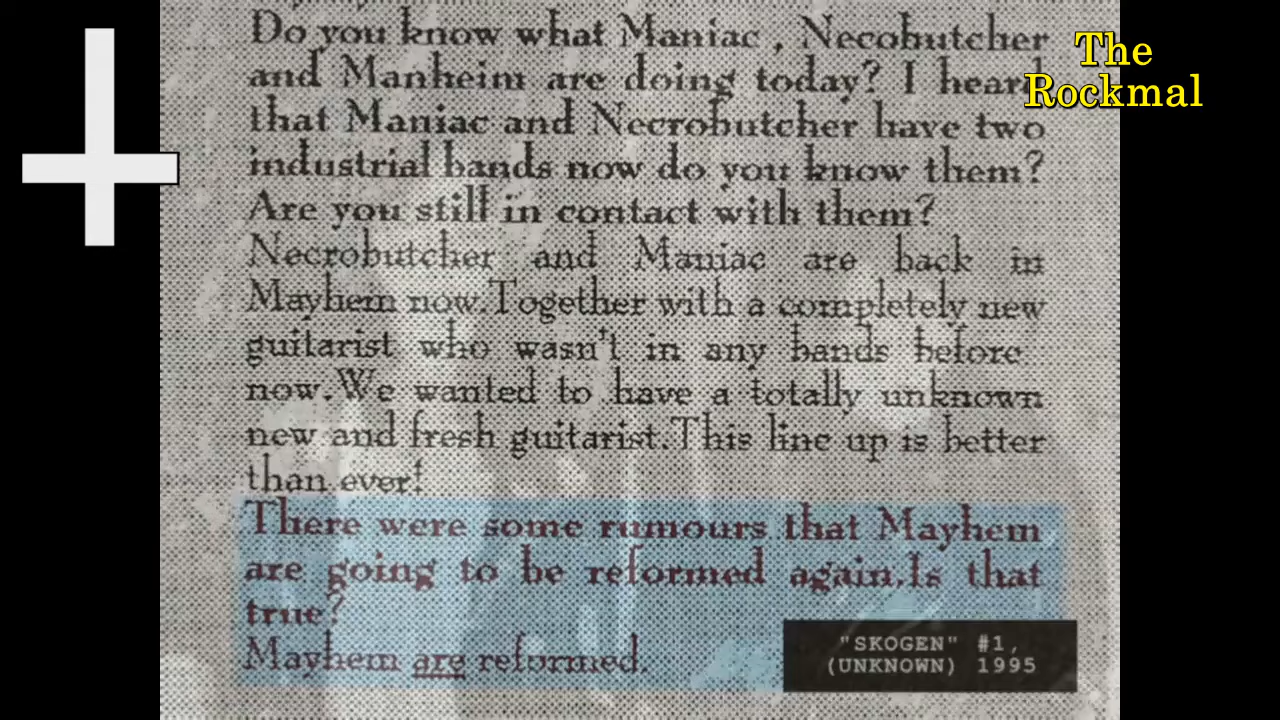 Do you know what Maniac , Necobutcher
and Manheim are doing today? I heard
that Maniac and Necrobutcher have two
industrial bands now do you know them?
Are you still in contact with them?
Necrobutcher and Maniac are back in
Mayhem now.Together with a completely new
guitarist who wasn't in any bands before
now.We wanted to have a totally unknown
new and fresh guitarist.This line up is better
than ever!
There were some rumours that Mayhem
are going to be reformed again.Is that
true?
Mayhem are reformed.
"SKOGEN" #1,
(UNKNOWN) 1995
The
Rockmal